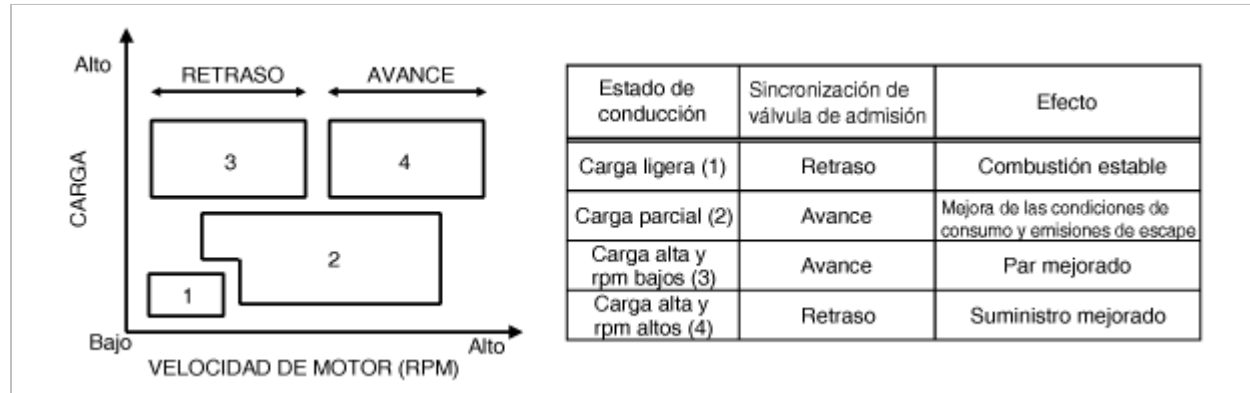 Alto
RETRASO
AVANCE
3
4
CARGA
2
1
Bajo
Alto
VELOCIDAD DE MOTOR (RPM)
Estado de
conducción
Sincronización de
válvula de admisión
Efecto
Carga ligera (1)
Retraso
Combustión estable
Carga parcial (2)
Avance
Mejora de las condiciones de
consumo y emisiones de escape
Carga alta y
rpm bajos (3)
Avance
Par mejorado
Carga alta y
rpm altos (4)
Retraso
Suministro mejorado